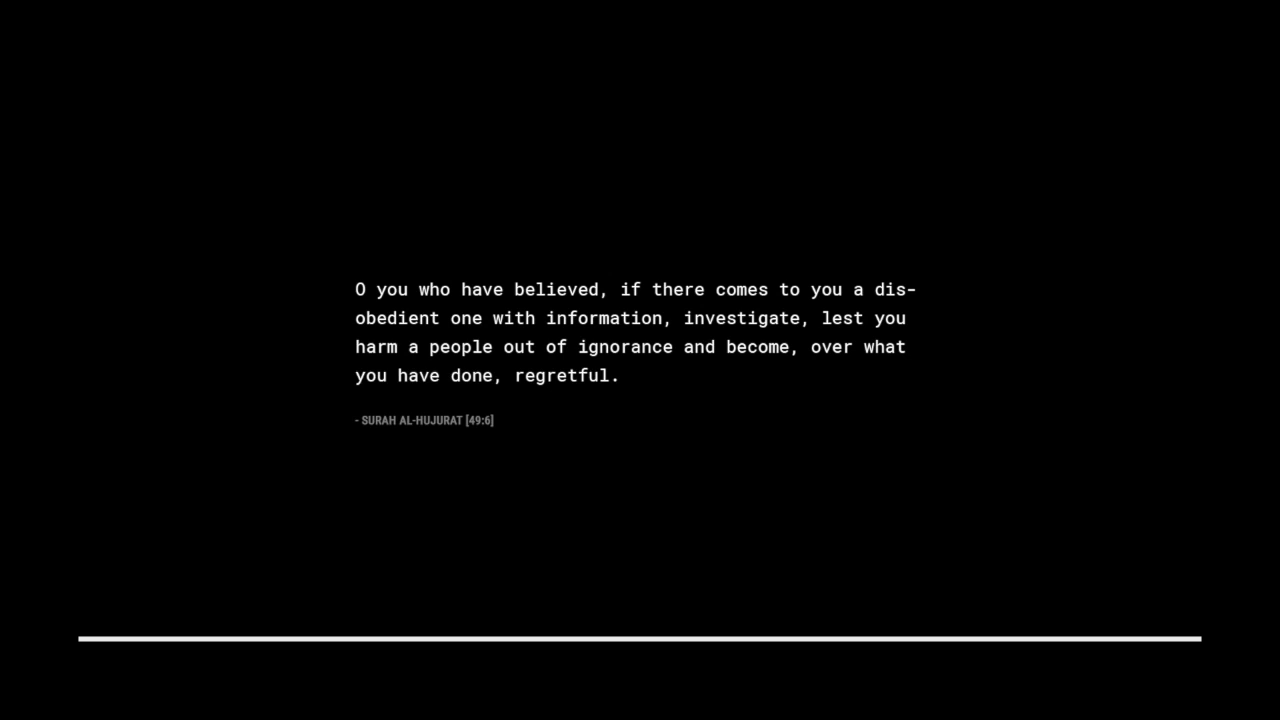 O you who have believed, if there comes to you a dis-
obedient one with information, investigate, lest you
harm a people out of ignorance and become, over what
you have done, regretful.
- SURAH AL-HUJURAT [49:6]